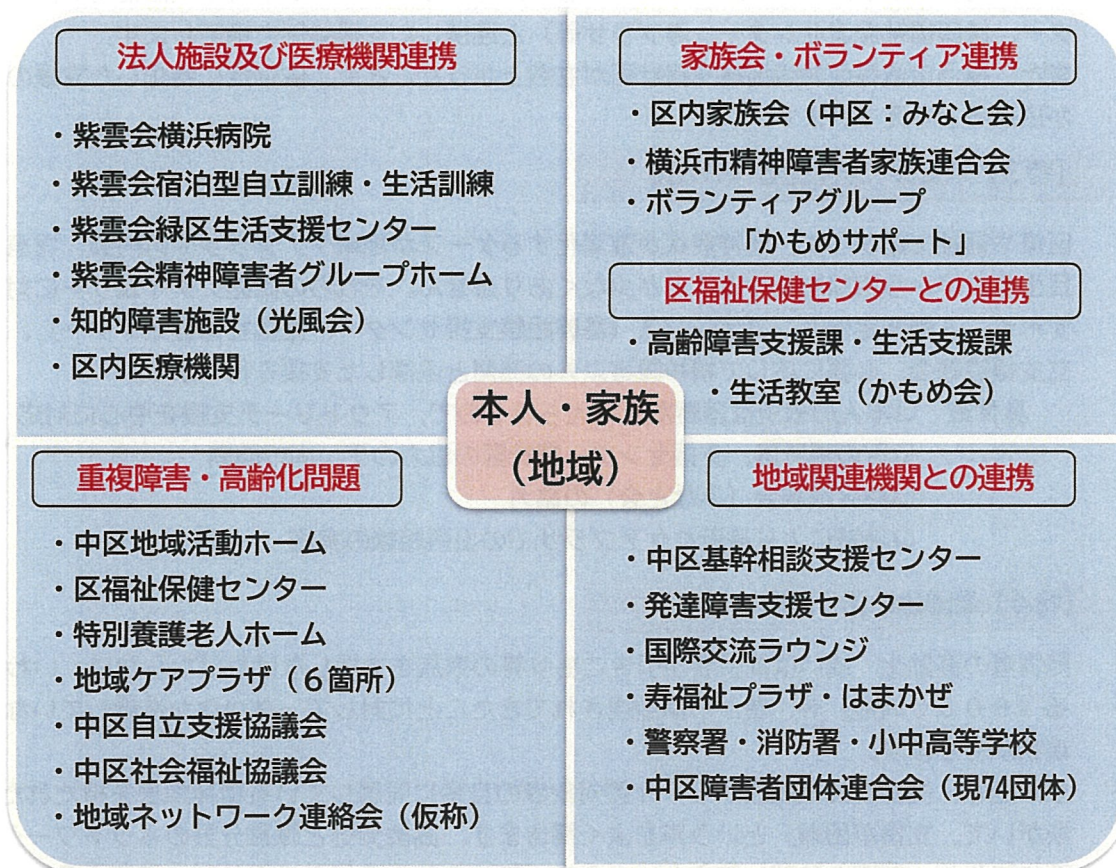 法人施設及び医療機関連携
・紫雲会横浜病院
・紫雲会宿泊型自立訓練・生活訓練
・紫雲会緑区生活支援センター
・紫雲会精神障害者グループホーム
・知的障害施設（光風会）
・区内医療機関
家族会・ボランティア連携
・区内家族会（中区：みなと会）
・横浜市精神障害者家族連合会
・ボランティアグループ
「かもめサポート」
区福祉保健センターとの連携
・高齢障害支援課・生活支援課
・生活教室（かもめ会）
本人・家族
（地域）
重複障害・高齢化問題
・中区地域活動ホーム
・区福祉保健センター
・特別養護老人ホーム
・地域ケアプラザ（６箇所）
・中区自立支援協議会
・中区社会福祉協議会
・地域ネットワーク連絡会（仮称）
地域関連機関との連携
・中区基幹相談支援センター
・発達障害支援センター
・国際交流ラウンジ
・寿福祉プラザ・はまかぜ
・警察署・消防署・小中高等学校
・中区障害者団体連合会（現74団体）